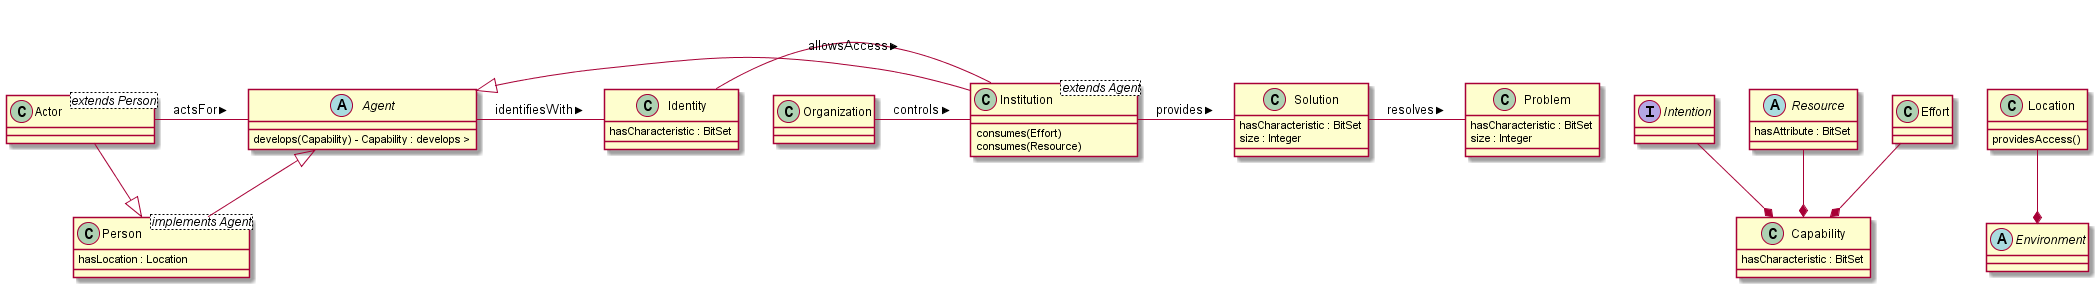 allowsAccess
C Actor
extends Person
actsFor
A Agent
develops(Capability) - Capability : develops >
identifiesWith
C Identity
hasCharacteristic : BitSet
C Organization
controls
C Institution
extends Agent
consumes(Effort)
consumes(Resource)
provides
C Solution
hasCharacteristic : BitSet
size : Integer
resolves
C Problem
hasCharacteristic : BitSet
size : Integer
I Intention
A Resource
hasAttribute : BitSet
C Effort
C Location
providesAccess()
C Person
implements Agent
hasLocation : Location
C Capability
hasCharacteristic : BitSet
A Environment